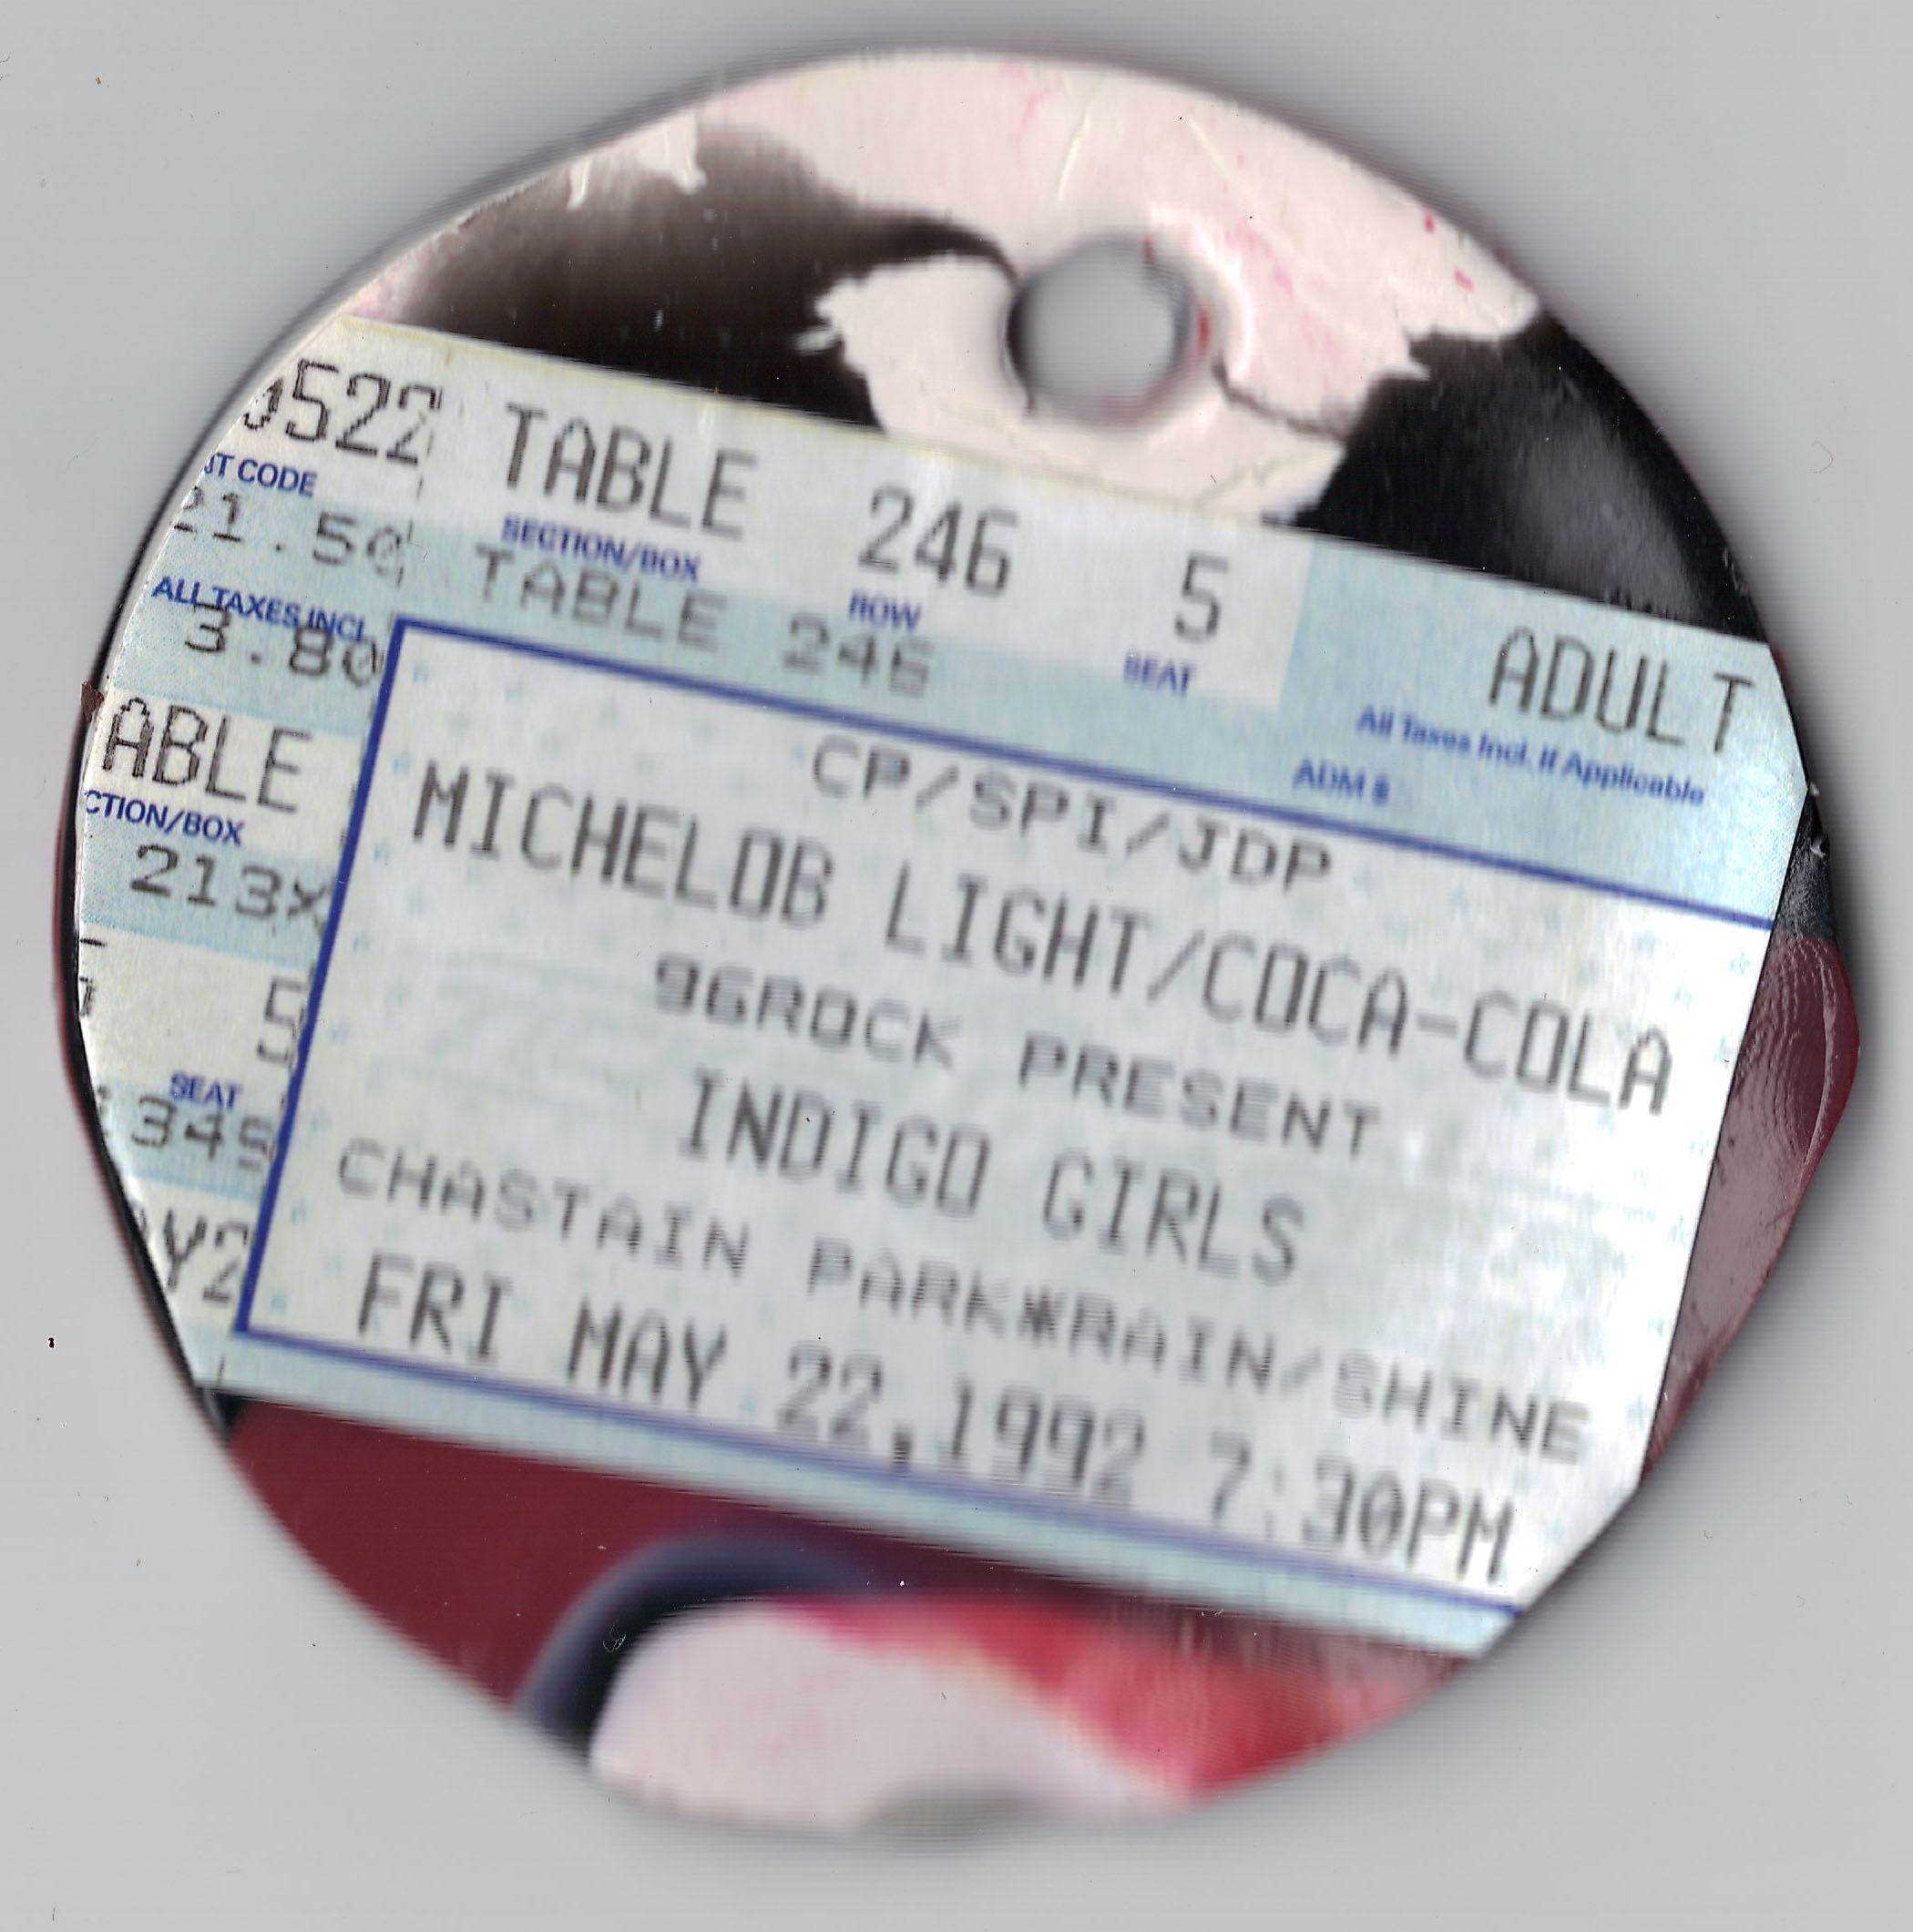 0522 TABLE 246 5 ADULT
CODE SECTION/BOX ROW SEAT All Taxes Incl. If Applicable
21.50 TABLE 246 ADM $
ALL TAXES INCL.
3.80
CP/SPI/JDP
ABLE MICHELOB LIGHT/COCA-COLA
CTION/BOX
213X 96ROCK PRESENT
5 INDIGO GIRLS
SEAT
345 CHASTAIN PARK*RAIN/SHINE
Y2 FRI MAY 22,1992 7:30PM